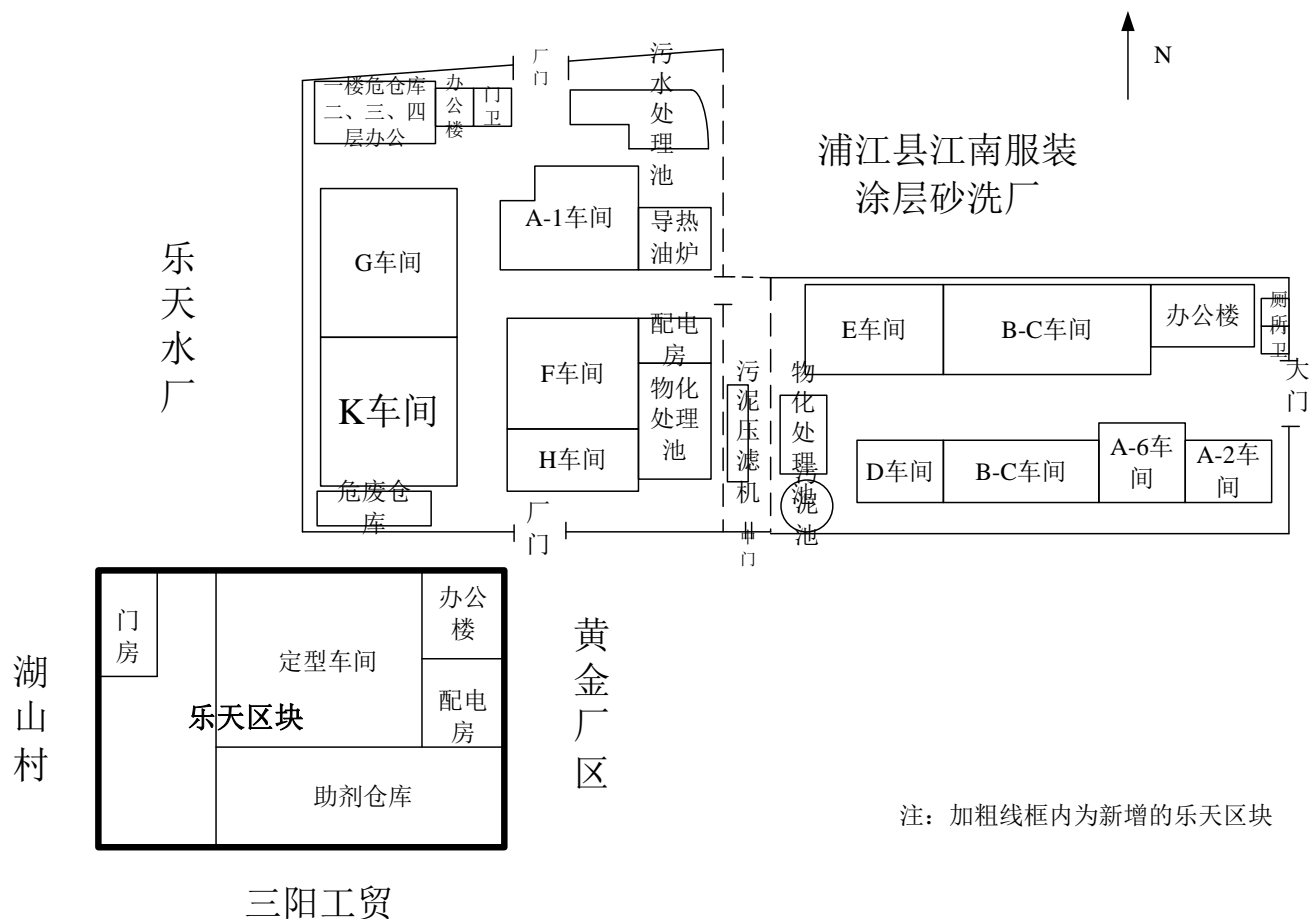 N
厂门
一楼危仓库
二、三、四
层办公
办公楼
门卫
污水处理池
浦江县江南服装
涂层砂洗厂
A-1车间
导热
油炉
G车间
乐天水厂
E车间
B-C车间
办公楼
厕所
门卫
大门
配电
房
F车间
K车间
物化
处理
池
污泥压滤机
物化处理池
H车间
D车间
B-C车间
A-6车
间
A-2车
间
污泥池
危废仓
库
厂门
中门
门房
定型车间
办公
楼
乐天区块
配电
房
助剂仓库
湖山村
黄金厂区
注：加粗线框内为新增的乐天区块
三阳工贸